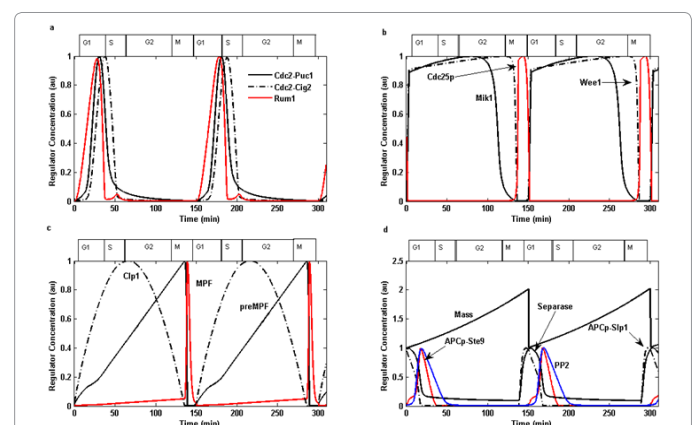 a
G1 S G2 M G1 S G2 M
Regulator Concentration (au)
1
0.8
0.6
0.4
0.2
0
Cdc2-Puc1
Cdc2-Cig2
Rum1
0 50 100 150 200 250 300
Time (min)
b
G1 S G2 M G1 S G2 M
Regulator Concentration (au)
1
0.8
0.6
0.4
0.2
0
Cdc25p
Mik1
Wee1
0 50 100 150 200 250 300
Time (min)
c
G1 S G2 M G1 S G2 M
Regulator Concentration (au)
1
0.8
0.6
0.4
0.2
0
Clp1
MPF
preMPF
0 50 100 150 200 250 300
Time (min)
d
G1 S G2 M G1 S G2 M
Regulator Concentration (au)
2.5
2
1.5
1
0.5
0
Mass
Separase
APCp-Slp1
APCp-Ste9
PP2
0 50 100 150 200 250 300
Time (min)